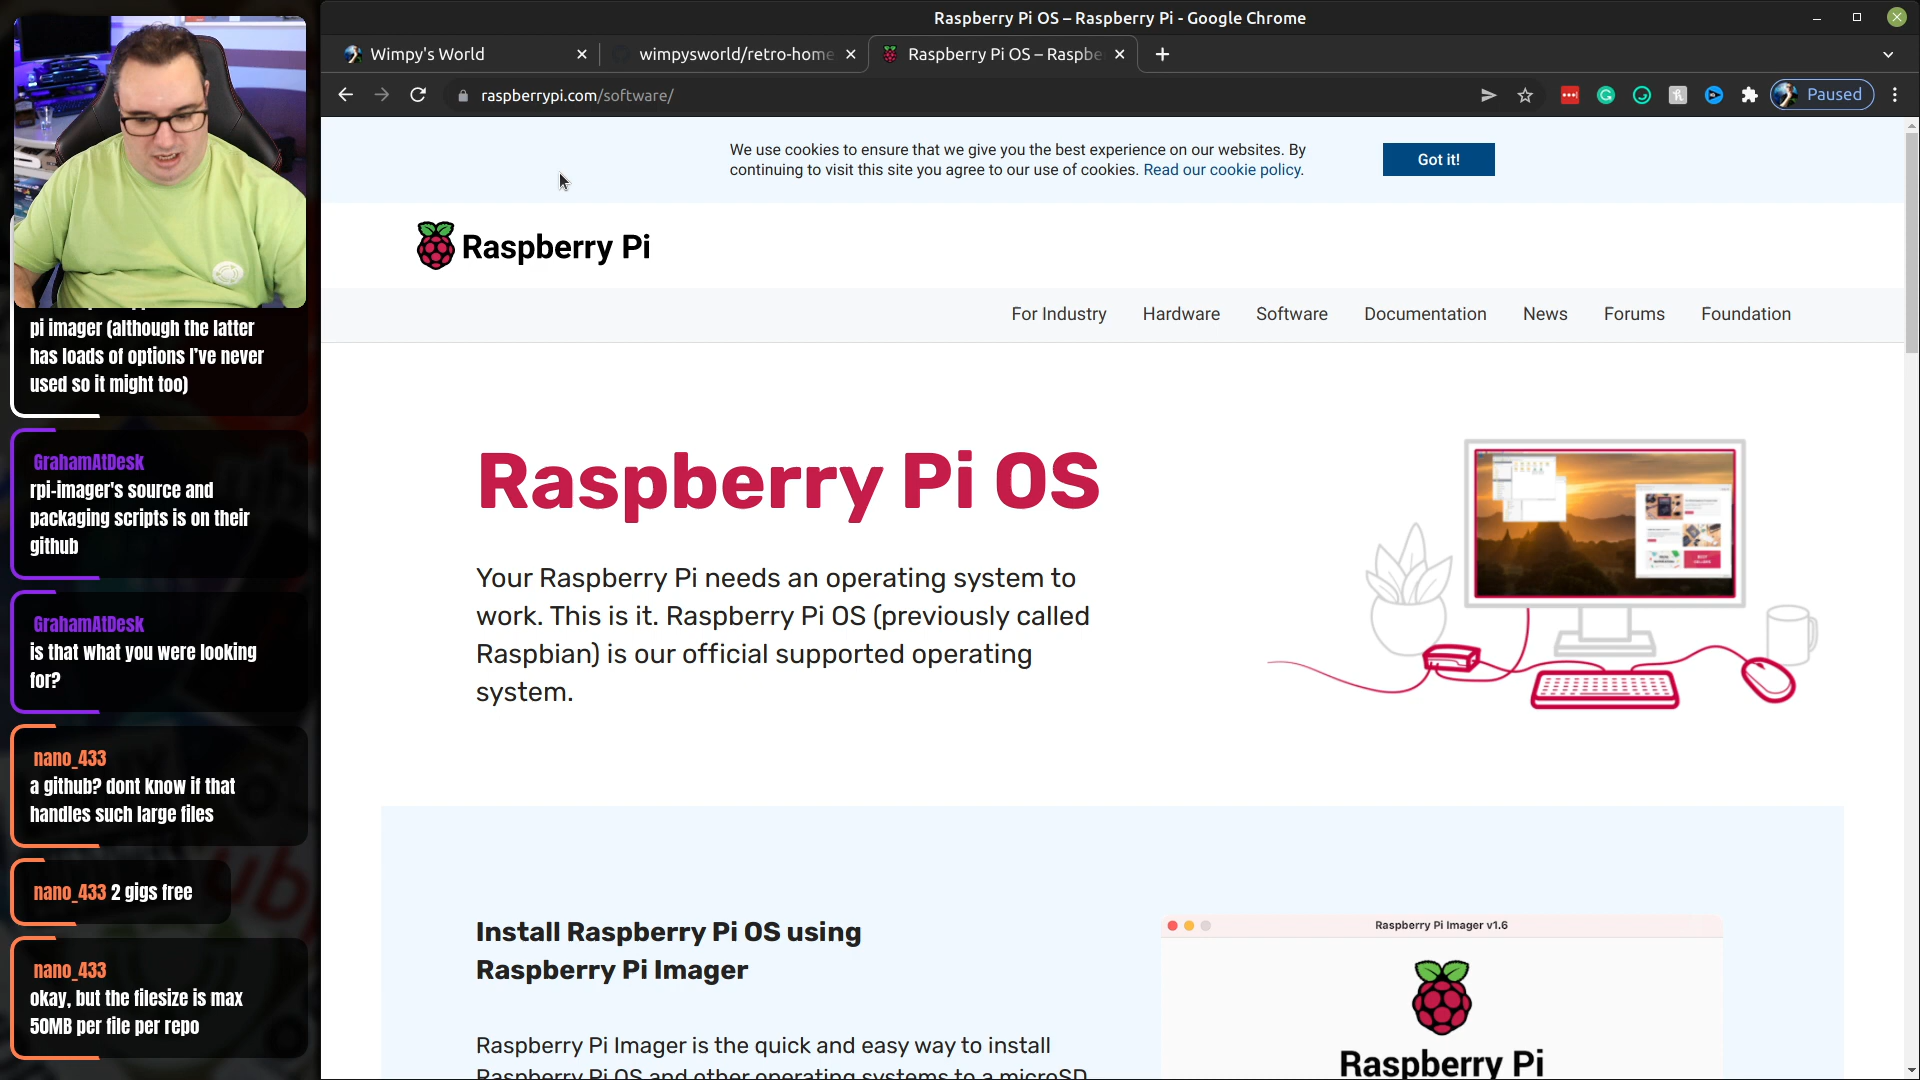 Raspberry Pi OS – Raspberry Pi - Google Chrome
Wimpy's World
wimpysworld/retro-home
Raspberry Pi OS – Raspbe
raspberrypi.com/software/
Paused
We use cookies to ensure that we give you the best experience on our websites. By
continuing to visit this site you agree to our use of cookies. Read our cookie policy.
Got it!
Raspberry Pi
For Industry
Hardware
Software
Documentation
News
Forums
Foundation
Raspberry Pi OS
Your Raspberry Pi needs an operating system to
work. This is it. Raspberry Pi OS (previously called
Raspbian) is our official supported operating
system.
Install Raspberry Pi OS using
Raspberry Pi Imager
Raspberry Pi Imager is the quick and easy way to install
Raspberry Pi OS and other operating systems to a microSD
Raspberry Pi Imager v1.6
Raspberry Pi
pi imager (although the latter
has loads of options I've never
used so it might too)
GrahamAtDesk
rpi-imager's source and
packaging scripts is on their
github
GrahamAtDesk
is that what you were looking
for?
nano_433
a github? dont know if that
handles such large files
nano_433 2 gigs free
nano_433
okay, but the filesize is max
50MB per file per repo